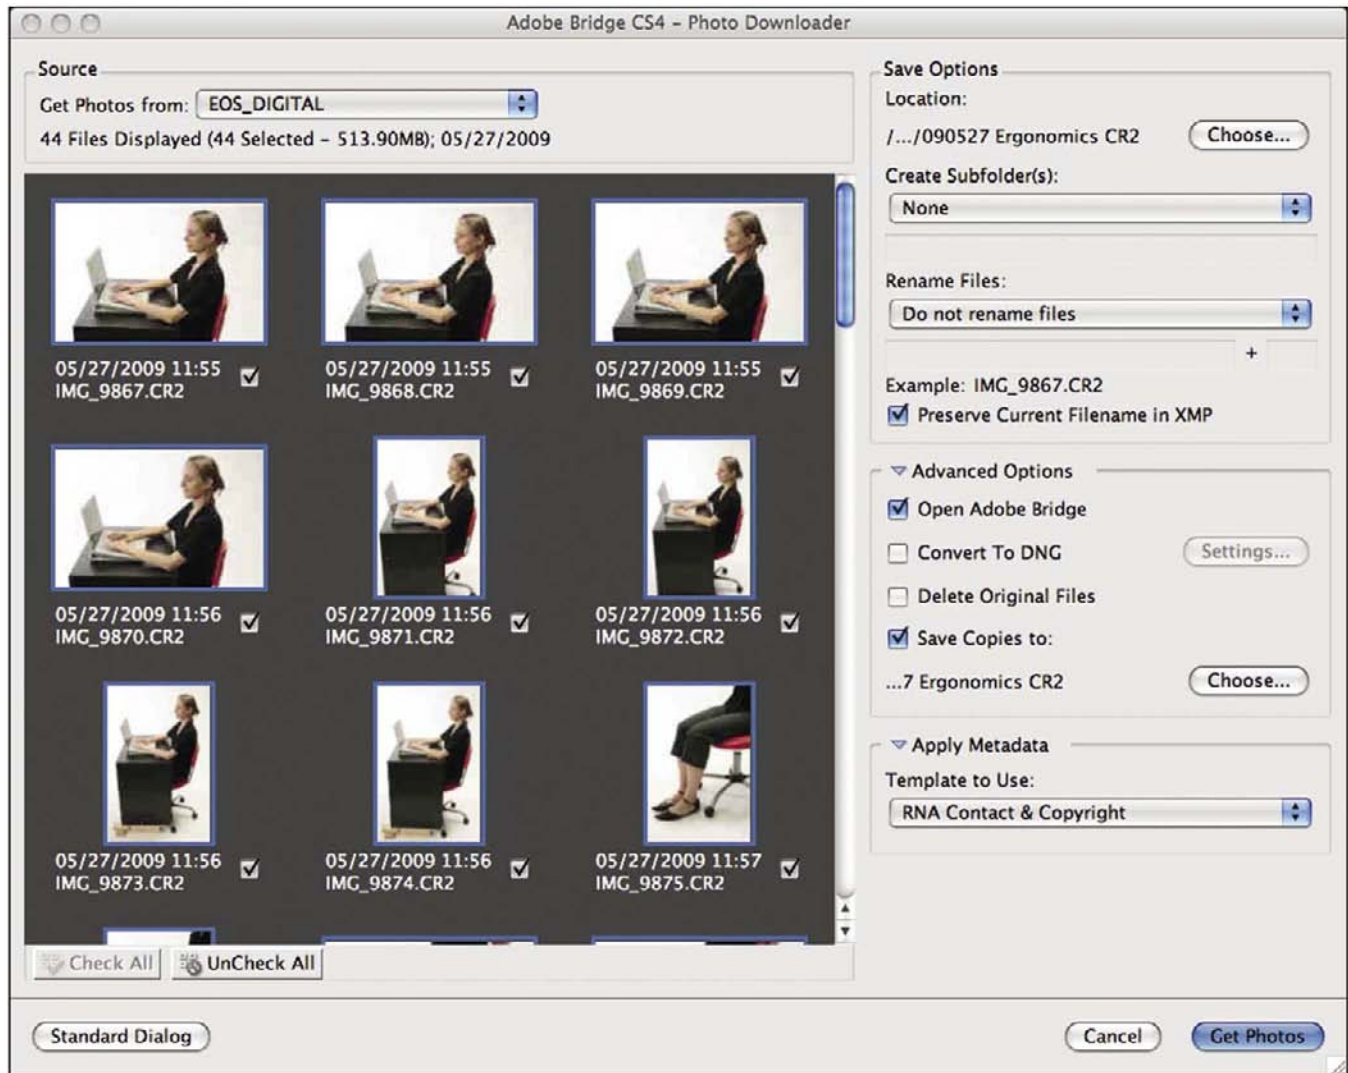 Adobe Bridge CS4 – Photo Downloader
Source
Get Photos from: EOS_DIGITAL
44 Files Displayed (44 Selected – 513.90MB); 05/27/2009
05/27/2009 11:55
IMG_9867.CR2
05/27/2009 11:55
IMG_9868.CR2
05/27/2009 11:55
IMG_9869.CR2
05/27/2009 11:56
IMG_9870.CR2
05/27/2009 11:56
IMG_9871.CR2
05/27/2009 11:56
IMG_9872.CR2
05/27/2009 11:56
IMG_9873.CR2
05/27/2009 11:56
IMG_9874.CR2
05/27/2009 11:57
IMG_9875.CR2
Check All
UnCheck All
Save Options
Location:
/.../090527 Ergonomics CR2 Choose...
Create Subfolder(s):
None
Rename Files:
Do not rename files
+
Example: IMG_9867.CR2
Preserve Current Filename in XMP
Advanced Options
Open Adobe Bridge
Convert To DNG Settings...
Delete Original Files
Save Copies to:
...7 Ergonomics CR2 Choose...
Apply Metadata
Template to Use:
RNA Contact & Copyright
Standard Dialog
Cancel
Get Photos